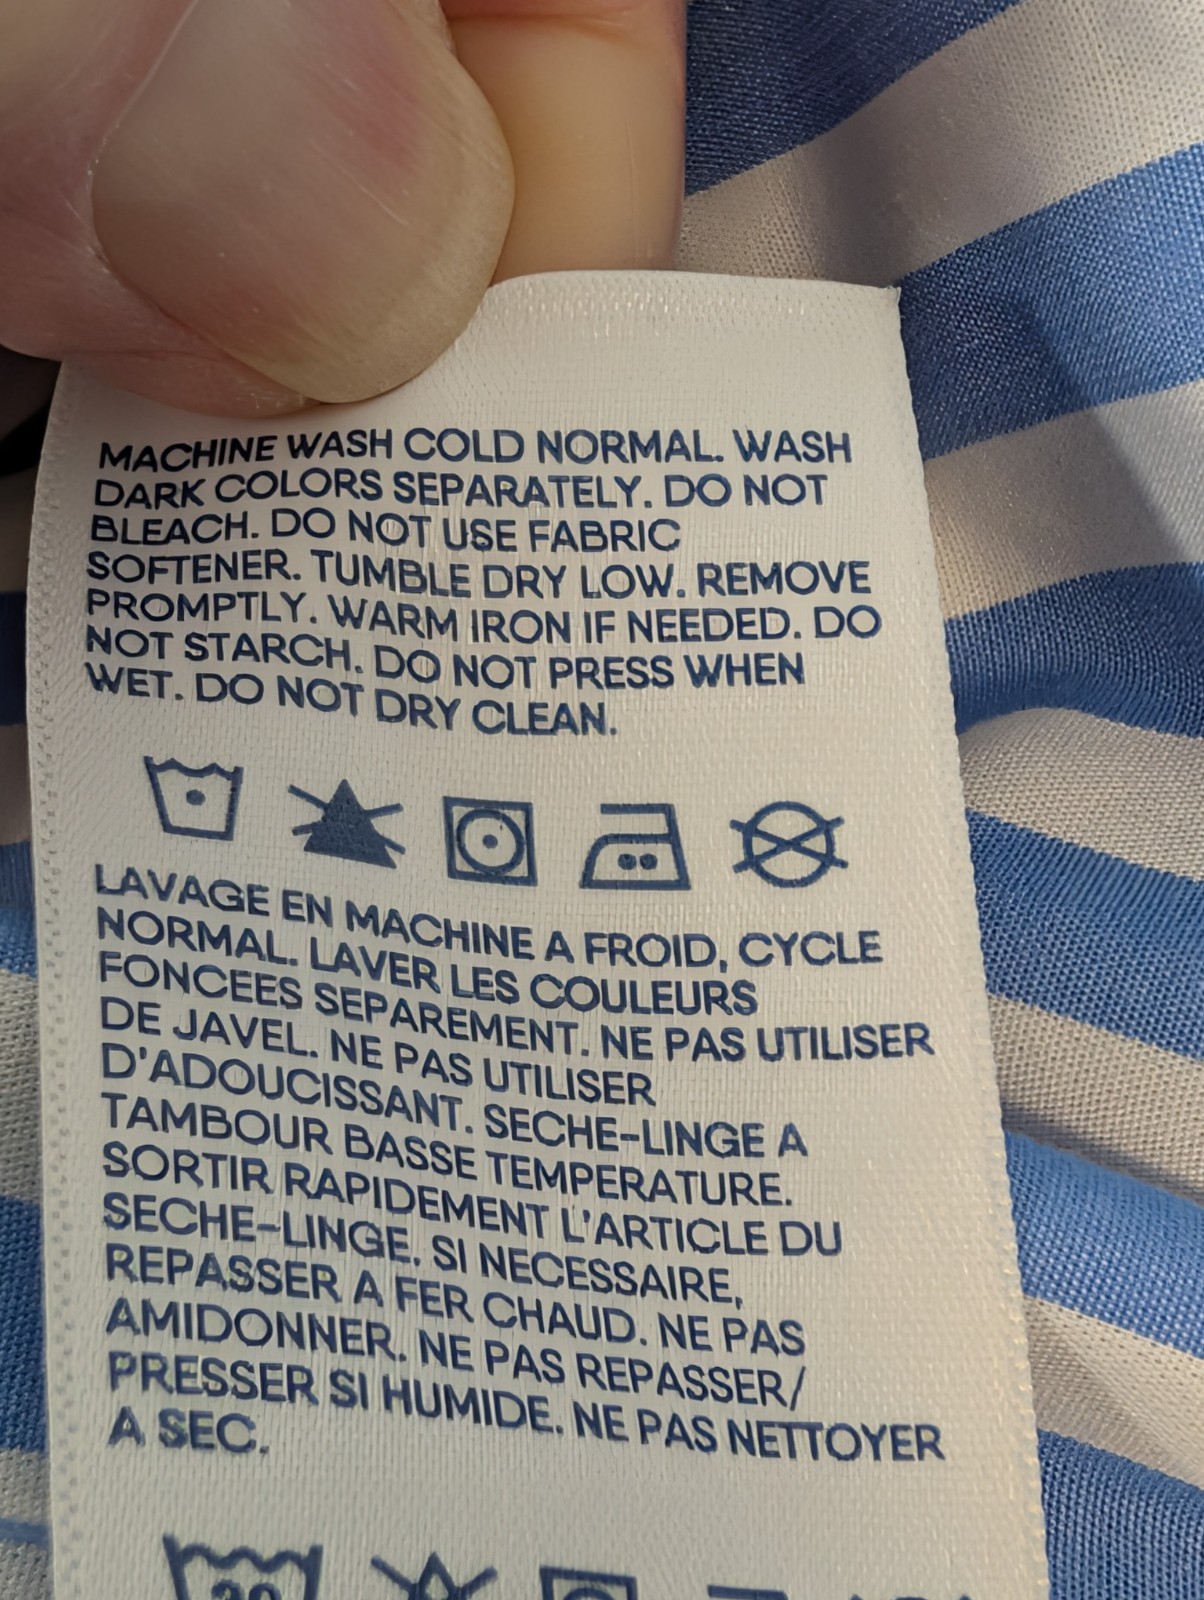 MACHINE WASH COLD NORMAL. WASH
DARK COLORS SEPARATELY. DO NOT
BLEACH. DO NOT USE FABRIC
SOFTENER. TUMBLE DRY LOW. REMOVE
PROMPTLY. WARM IRON IF NEEDED. DO
NOT STARCH. DO NOT PRESS WHEN
WET. DO NOT DRY CLEAN.
LAVAGE EN MACHINE A FROID, CYCLE
NORMAL. LAVER LES COULEURS
FONCEES SEPAREMENT. NE PAS UTILISER
DE JAVEL. NE PAS UTILISER
D'ADOUCISSANT. SECHE-LINGE A
TAMBOUR BASSE TEMPERATURE.
SORTIR RAPIDEMENT L'ARTICLE DU
SECHE-LINGE. SI NECESSAIRE,
REPASSER A FER CHAUD. NE PAS
AMIDONNER. NE PAS REPASSER/
PRESSER SI HUMIDE. NE PAS NETTOYER
A SEC.